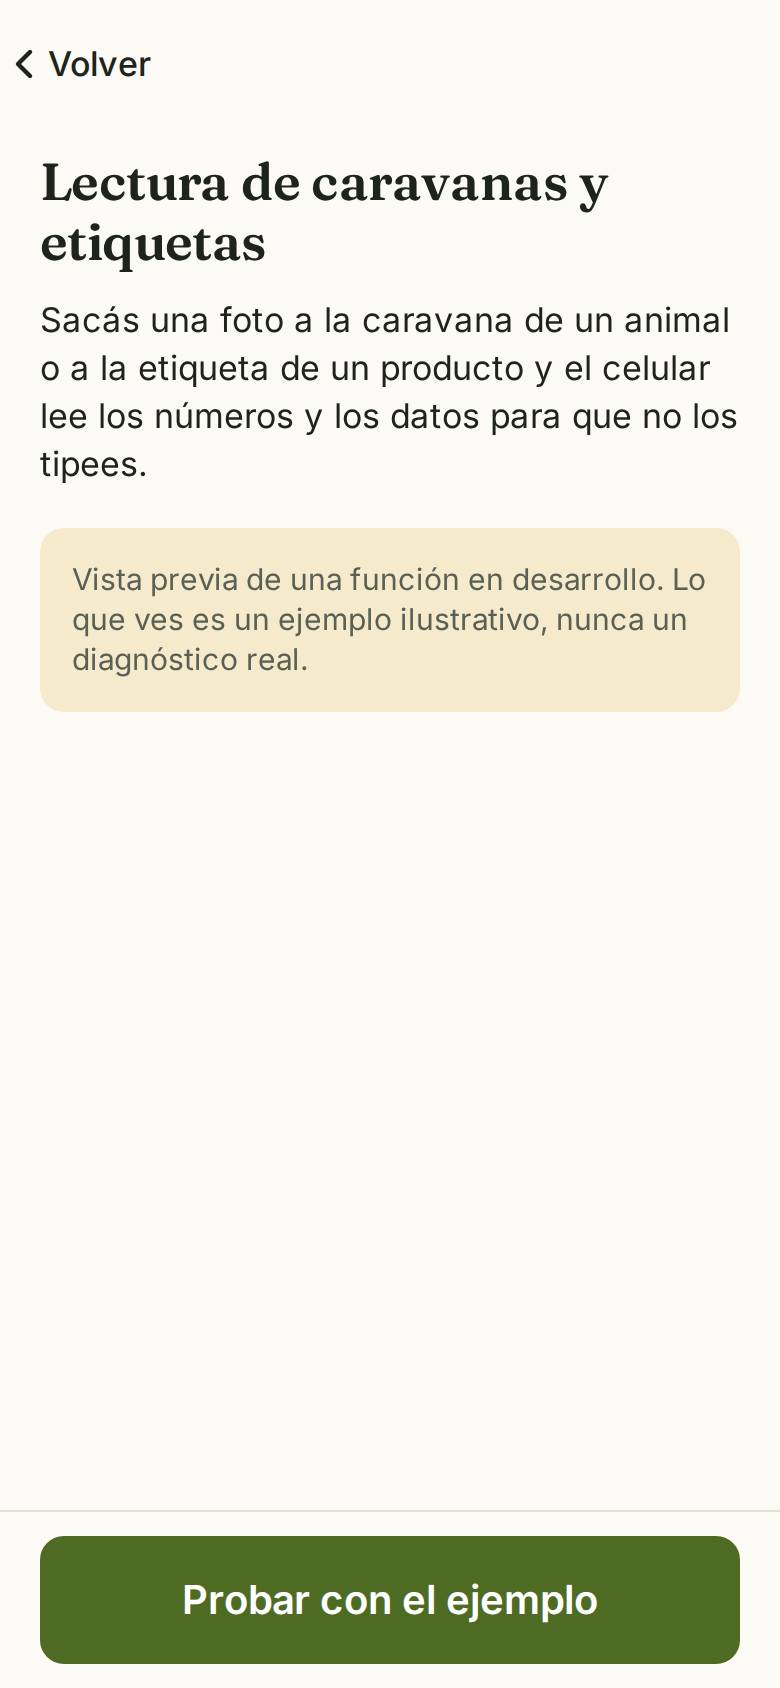 Volver
Lectura de caravanas y
etiquetas
Sacás una foto a la caravana de un animal
o a la etiqueta de un producto y el celular
lee los números y los datos para que no los
tipees.
Vista previa de una función en desarrollo. Lo
que ves es un ejemplo ilustrativo, nunca un
diagnóstico real.
Probar con el ejemplo